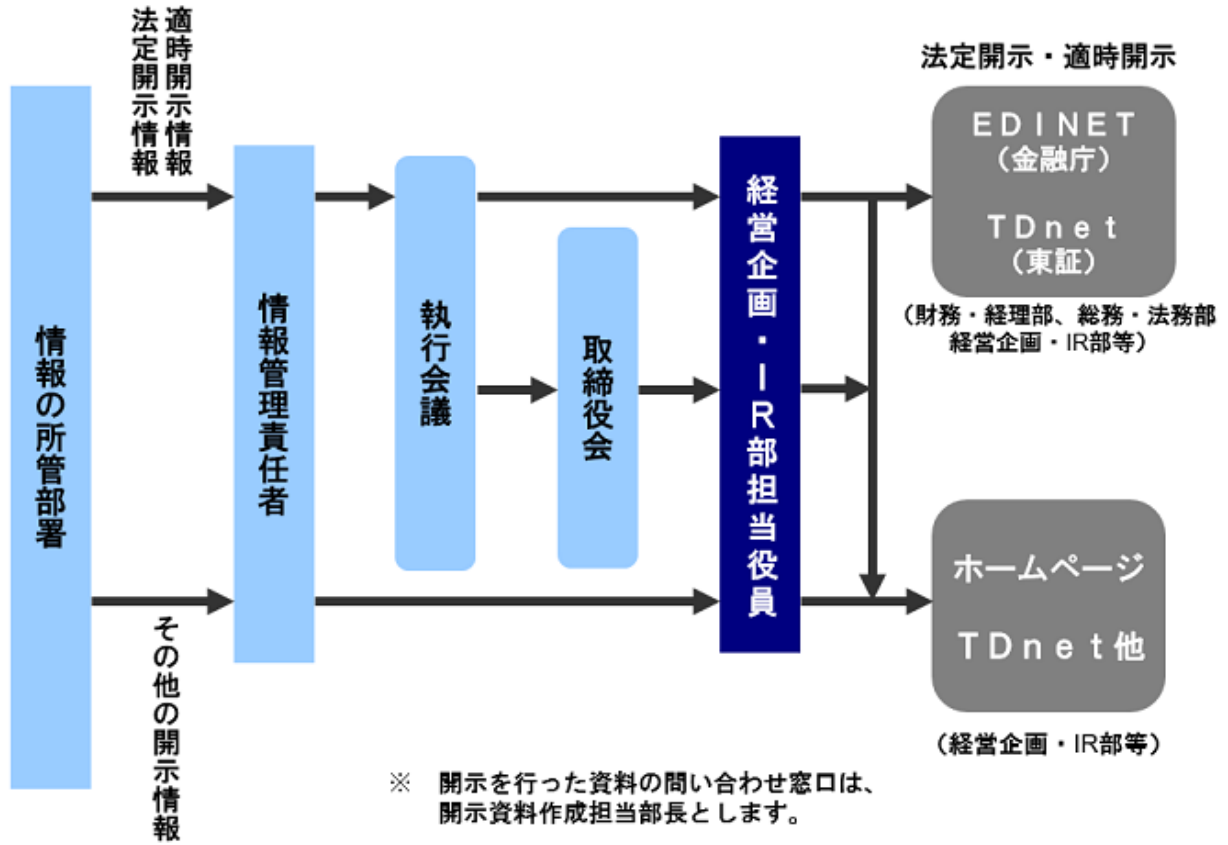 適時開示情報
法定開示情報
法定開示・適時開示
ＥＤＩＮＥＴ
（金融庁）
ＴＤｎｅｔ
（東証）
（財務・経理部、総務・法務部
経営企画・IR部等）
情報の所管部署
情報管理責任者
執行会議
取締役会
経営企画・ＩＲ部担当役員
ホームページ
ＴＤｎｅｔ他
（経営企画・IR部等）
その他の開示情報
※　開示を行った資料の問い合わせ窓口は、
開示資料作成担当部長とします。